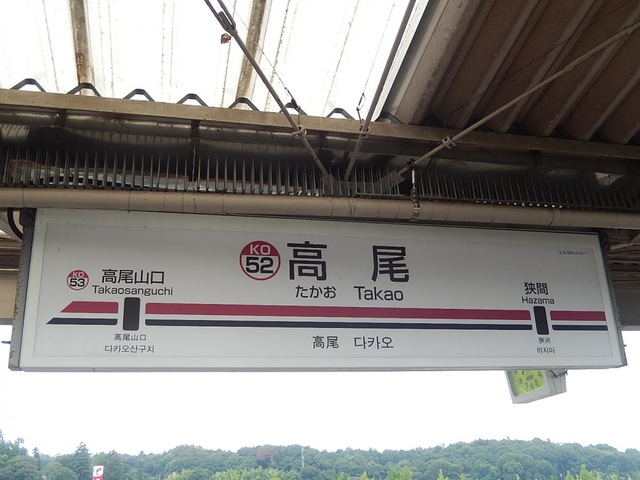 KO
52
高尾
たかお Takao
KO
53
高尾山口
Takaosanguchi
狭間
Hazama
高尾山口
다카오산구치
高尾 다카오
狭间
하자마